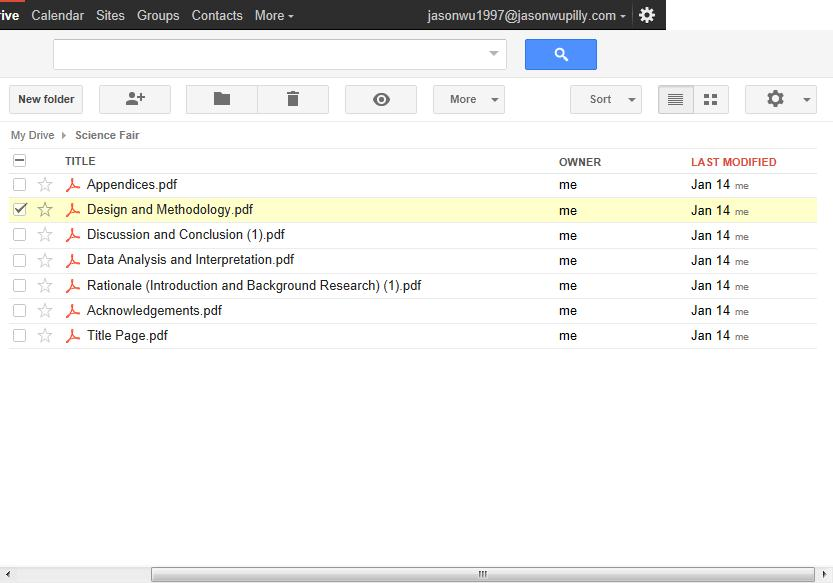 ive Calendar Sites Groups Contacts More jasonwu1997@jasonwupilly.com
New folder More Sort
My Drive Science Fair
TITLE OWNER LAST MODIFIED
Appendices.pdf me Jan 14 me
Design and Methodology.pdf me Jan 14 me
Discussion and Conclusion (1).pdf me Jan 14 me
Data Analysis and Interpretation.pdf me Jan 14 me
Rationale (Introduction and Background Research) (1).pdf me Jan 14 me
Acknowledgements.pdf me Jan 14 me
Title Page.pdf me Jan 14 me